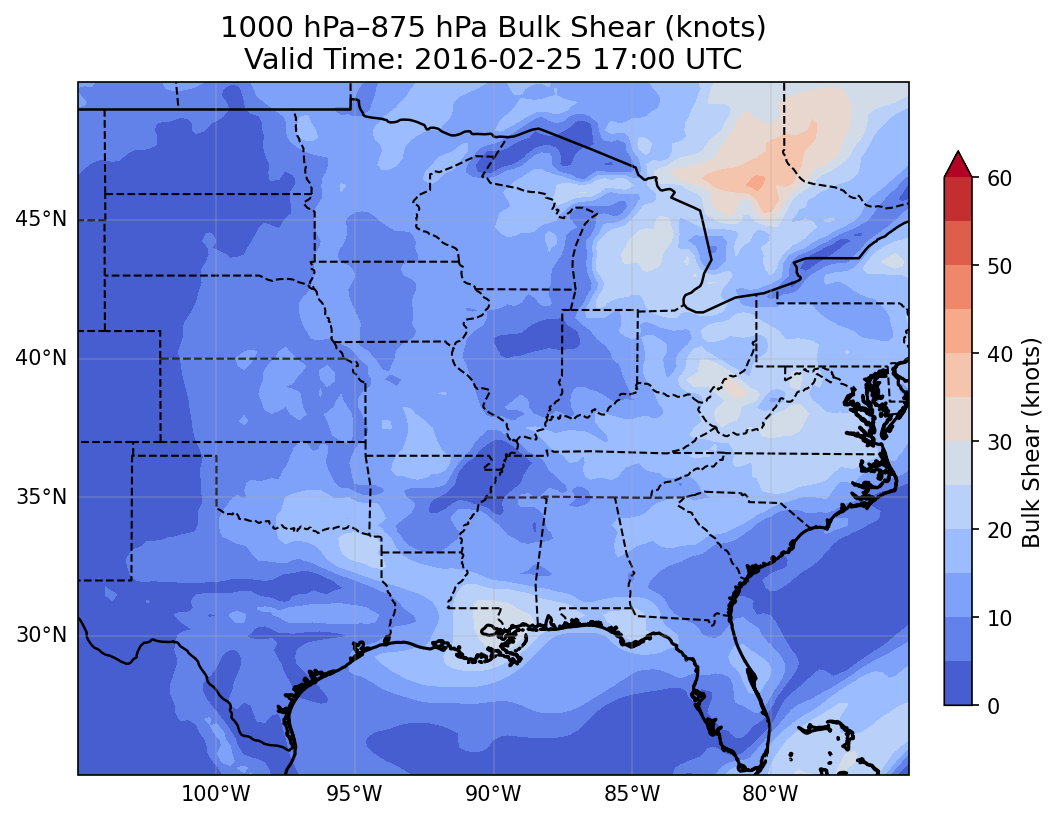 1000 hPa–875 hPa Bulk Shear (knots)
Valid Time: 2016-02-25 17:00 UTC
45°N
40°N
35°N
30°N
100°W
95°W
90°W
85°W
80°W
60
50
40
30
20
10
0
Bulk Shear (knots)